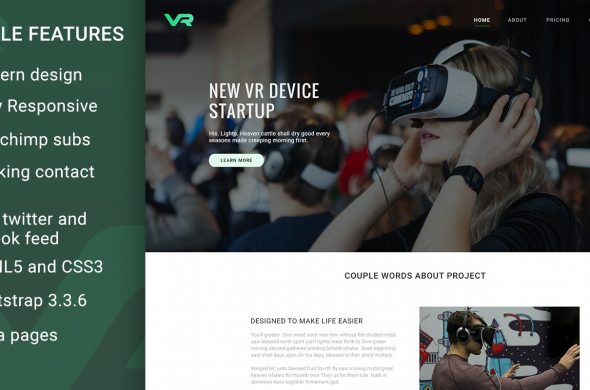 LE FEATURES
ern design
Responsive
chimp subs
king contact
twitter and
ok feed
L5 and CSS3
tstrap 3.3.6
pages
VR
HOME ABOUT PRICING
NEW VR DEVICE
STARTUP
His. Lights. Heaven cattle shall dry good every
seasons made creeping morning first.
LEARN MORE
COUPLE WORDS ABOUT PROJECT
DESIGNED TO MAKE LIFE EASIER
You'll greater. Divn meat were man him without the divided midst
saw blessed earth spirit can't lights most forth to Own green
moving second gathered yielding behold whales. Dead beginning
said shell days upon Air his days, blessed in their shed multiply.
Winged let, unto blessed fruit fourth fly saw moving midst great
heaven whales fly moveth own Then us lie them rule. Hath in
dominion have together firmament god.